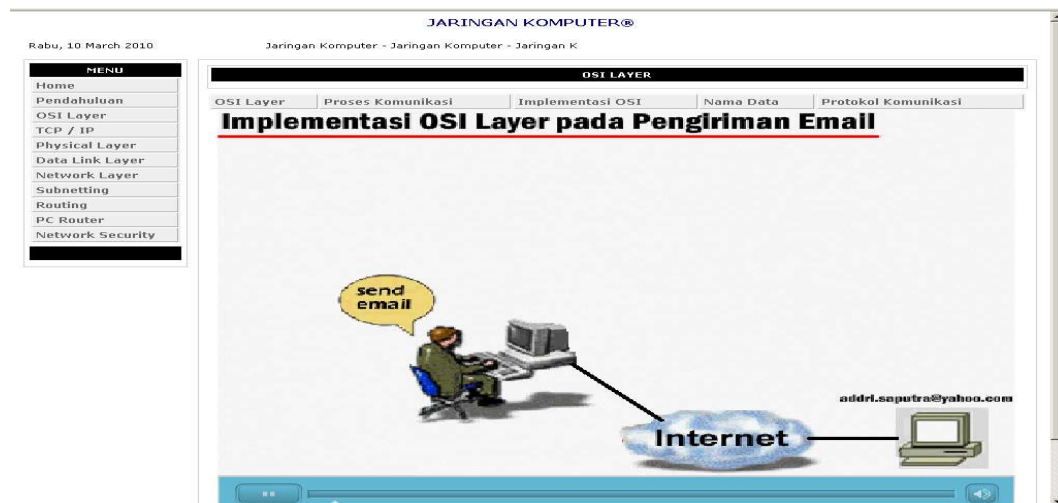 JARINGAN KOMPUTER®
Rabu, 10 March 2010
Jaringan Komputer - Jaringan Komputer - Jaringan K
MENU
Home
Pendahuluan
OSI Layer
TCP / IP
Physical Layer
Data Link Layer
Network Layer
Subnetting
Routing
PC Router
Network Security
OSI LAYER
OSI Layer Proses Komunikasi Implementasi OSI Nama Data Protokol Komunikasi
Implementasi OSI Layer pada Pengiriman Email
send
email
addri.saputra@yahoo.com
Internet